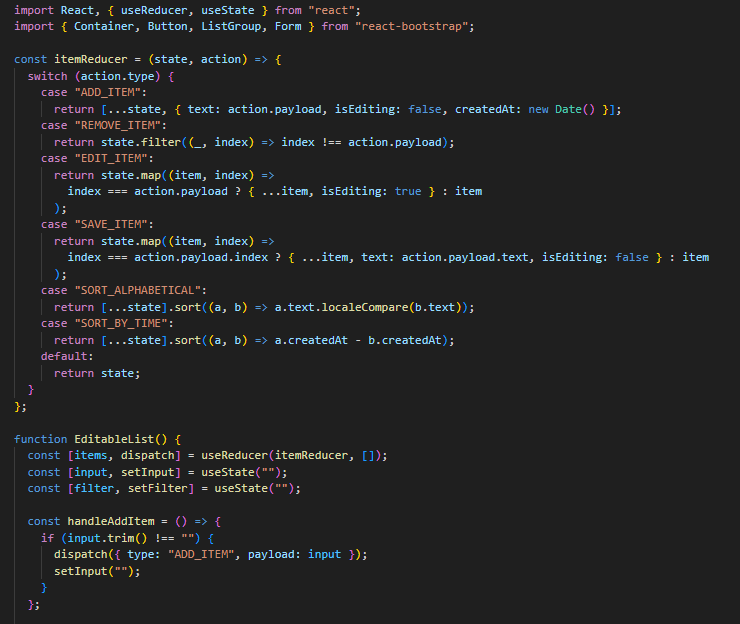 import React, { useReducer, useState } from "react";
import { Container, Button, ListGroup, Form } from "react-bootstrap";

const itemReducer = (state, action) => {
  switch (action.type) {
    case "ADD_ITEM":
      return [...state, { text: action.payload, isEditing: false, createdAt: new Date() }];
    case "REMOVE_ITEM":
      return state.filter((_, index) => index !== action.payload);
    case "EDIT_ITEM":
      return state.map((item, index) =>
        index === action.payload ? { ...item, isEditing: true } : item
      );
    case "SAVE_ITEM":
      return state.map((item, index) =>
        index === action.payload.index ? { ...item, text: action.payload.text, isEditing: false } : item
      );
    case "SORT_ALPHABETICAL":
      return [...state].sort((a, b) => a.text.localeCompare(b.text));
    case "SORT_BY_TIME":
      return [...state].sort((a, b) => a.createdAt - b.createdAt);
    default:
      return state;
  }
};

function EditableList() {
  const [items, dispatch] = useReducer(itemReducer, []);
  const [input, setInput] = useState("");
  const [filter, setFilter] = useState("");

  const handleAddItem = () => {
    if (input.trim() !== "") {
      dispatch({ type: "ADD_ITEM", payload: input });
      setInput("");
    }
  };